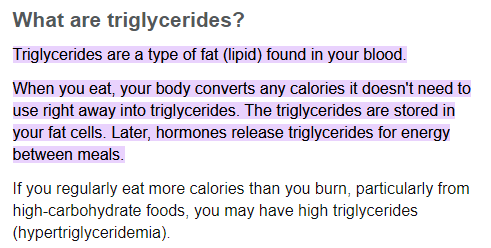 What are triglycerides?
Triglycerides are a type of fat (lipid) found in your blood.
When you eat, your body converts any calories it doesn't need to
use right away into triglycerides. The triglycerides are stored in
your fat cells. Later, hormones release triglycerides for energy
between meals.
If you regularly eat more calories than you burn, particularly from
high-carbohydrate foods, you may have high triglycerides
(hypertriglyceridemia).